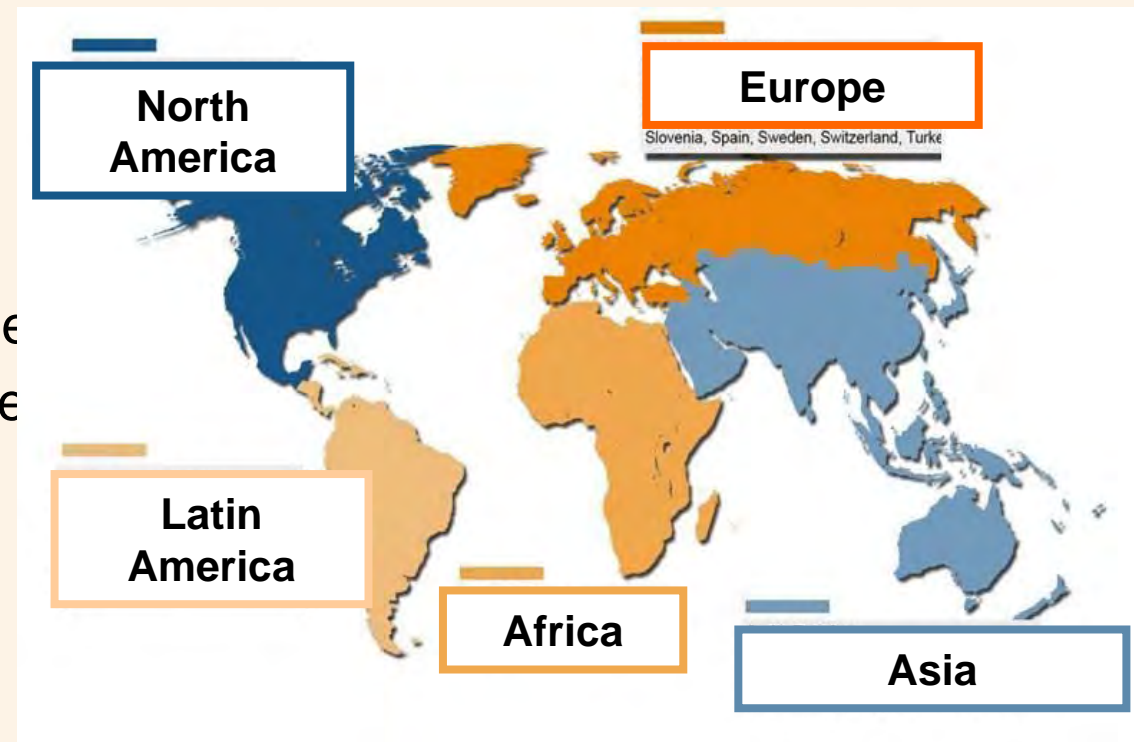 North
America
Europe
Slovenia, Spain, Sweden, Switzerland, Turke
e
e
Latin
America
Africa
Asia